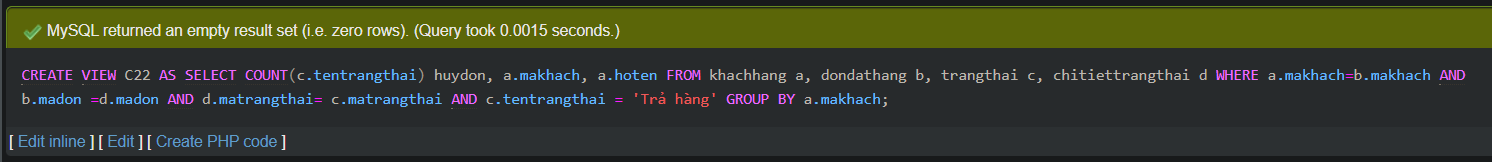 MySQL returned an empty result set (i.e. zero rows). (Query took 0.0015 seconds.)
CREATE VIEW C22 AS SELECT COUNT(c.tentrangthai) huydon, a.makhach, a.hoten FROM khachhang a, dondathang b, trangthai c, chitiettrangthai d WHERE a.makhach=b.makhach AND
b.madon =d.madon AND d.matrangthai= c.matrangthai AND c.tentrangthai = 'Trả hàng' GROUP BY a.makhach;
[ Edit inline ] [ Edit ] [ Create PHP code ]